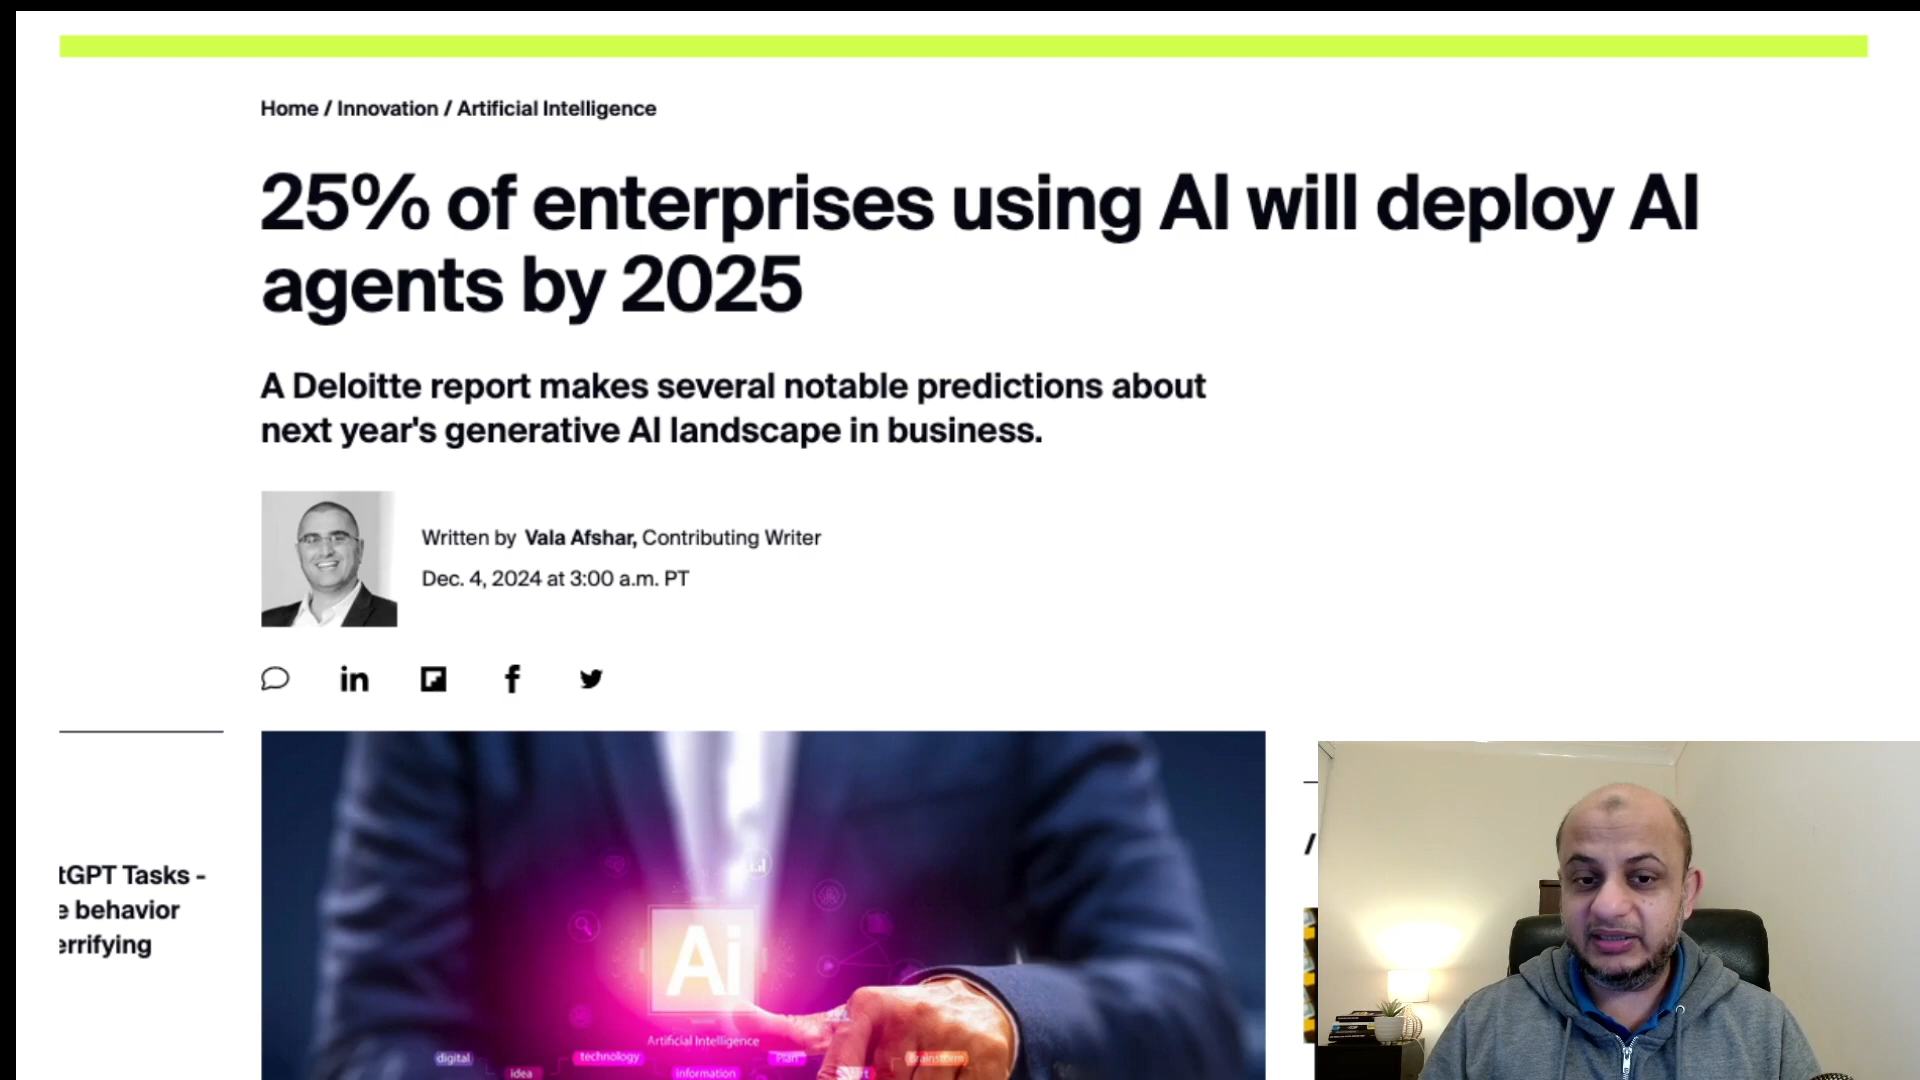 Home / Innovation / Artificial Intelligence
25% of enterprises using AI will deploy AI
agents by 2025
A Deloitte report makes several notable predictions about
next year's generative AI landscape in business.
Written by Vala Afshar, Contributing Writer
Dec. 4, 2024 at 3:00 a.m. PT
in
f
tGPT Tasks -
e behavior
errifying
/
Ai
Artificial Intelligence
digital
technology
Plan
Brainstorm
idea
information